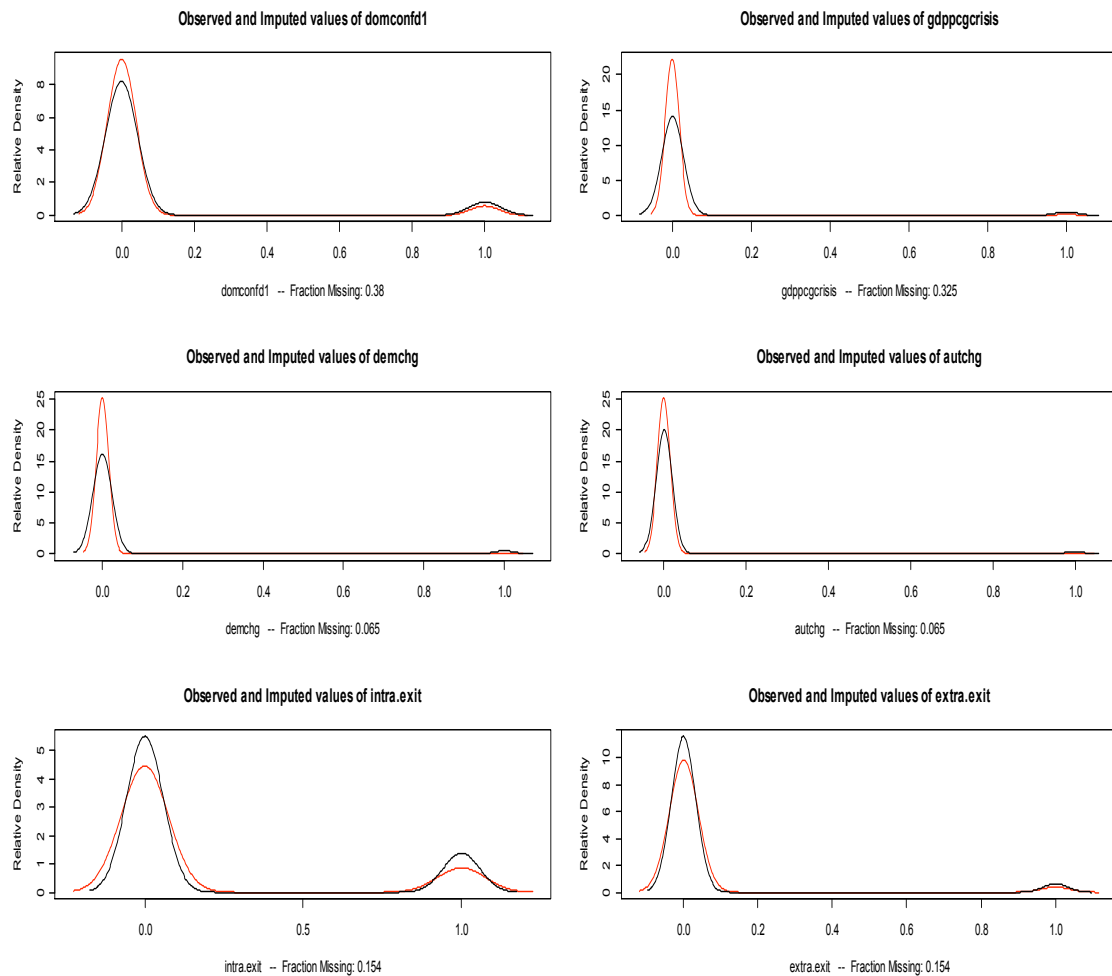 Observed and Imputed values of domconfd1
Relative Density
0 2 4 6 8
0.0 0.2 0.4 0.6 0.8 1.0
domconfd1 -- Fraction Missing: 0.38
Observed and Imputed values of gdppcgcrisis
Relative Density
0 5 10 15 20
0.0 0.2 0.4 0.6 0.8 1.0
gdppcgcrisis -- Fraction Missing: 0.325
Observed and Imputed values of demchg
Relative Density
0 5 10 15 20 25
0.0 0.2 0.4 0.6 0.8 1.0
demchg -- Fraction Missing: 0.065
Observed and Imputed values of autchg
Relative Density
0 5 10 15 20 25
0.0 0.2 0.4 0.6 0.8 1.0
autchg -- Fraction Missing: 0.065
Observed and Imputed values of intra.exit
Relative Density
0 1 2 3 4 5
0.0 0.5 1.0
intra.exit -- Fraction Missing: 0.154
Observed and Imputed values of extra.exit
Relative Density
0 2 4 6 8 10
0.0 0.2 0.4 0.6 0.8 1.0
extra.exit -- Fraction Missing: 0.154